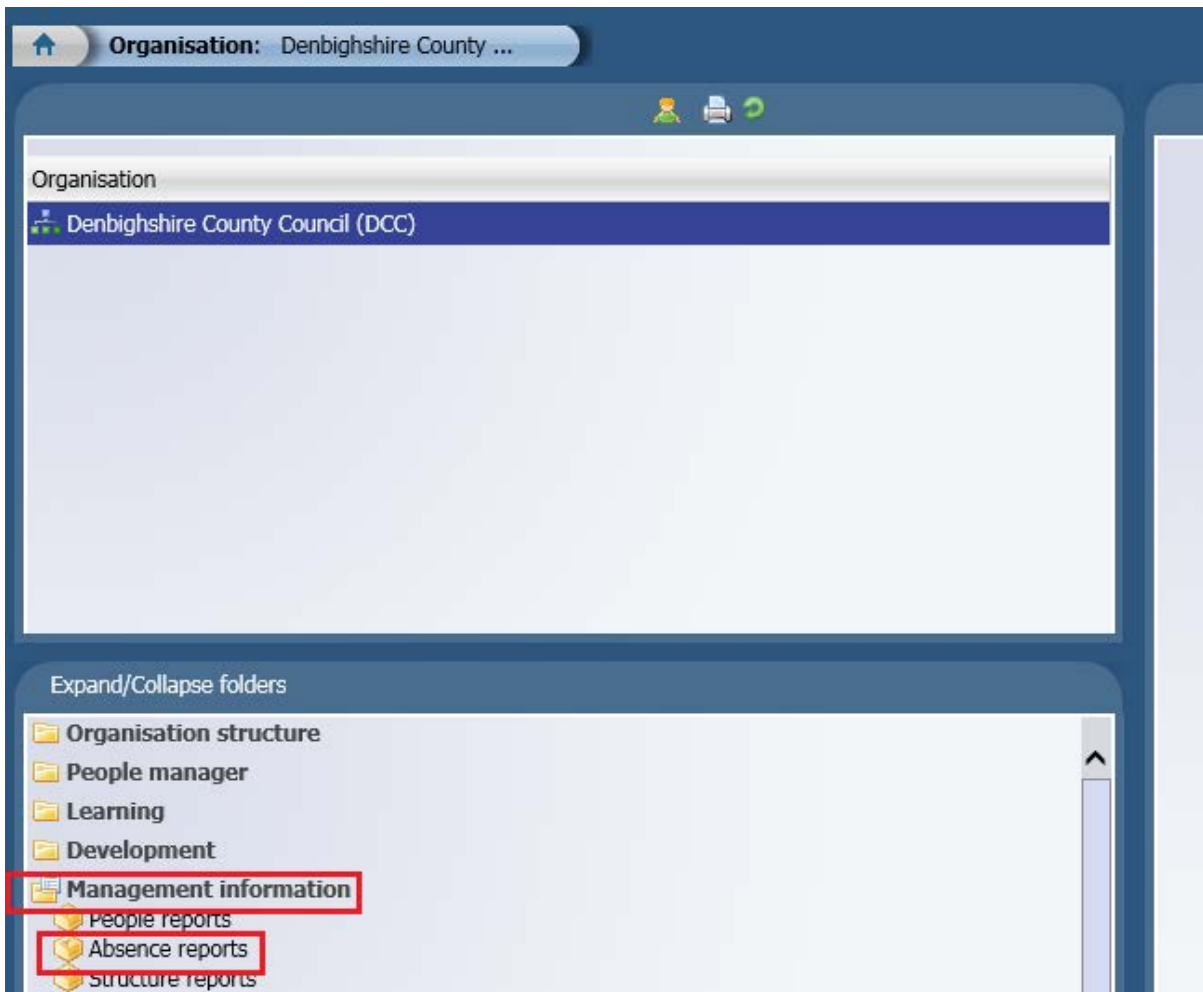 Organisation: Denbighshire County ...
Organisation
Denbighshire County Council (DCC)
Expand/Collapse folders
Organisation structure
People manager
Learning
Development
Management information
People reports
Absence reports
Structure reports